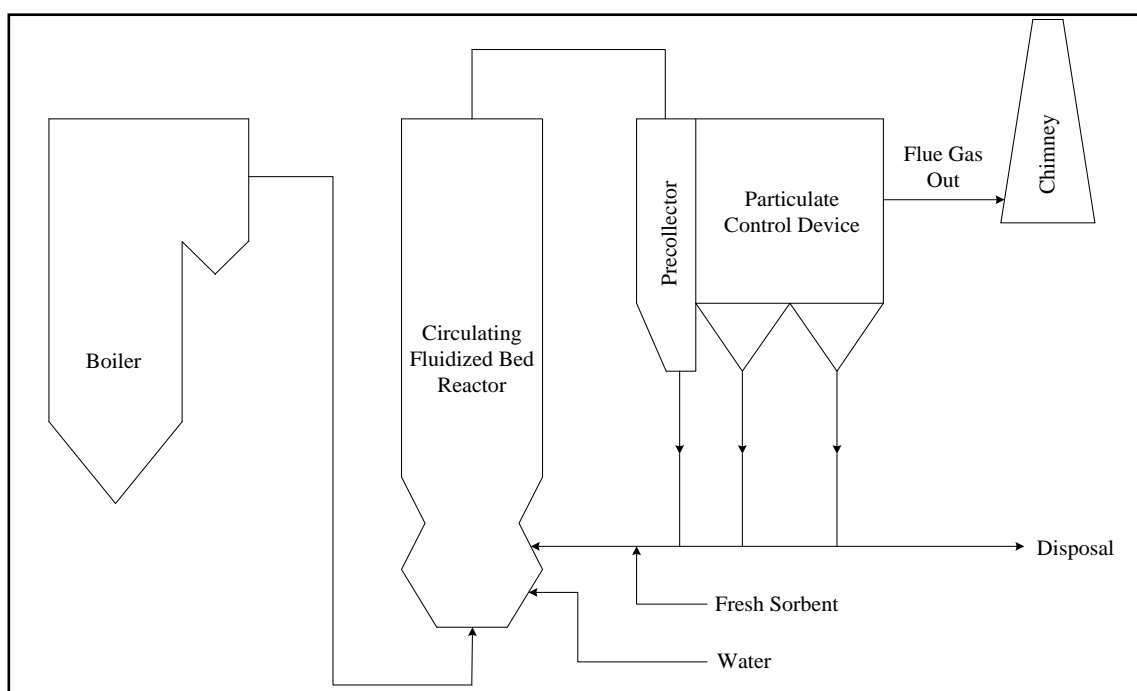 Boiler
Circulating
Fluidized Bed
Reactor
Precollector
Particulate
Control Device
Flue Gas
Out
Chimney
Disposal
Fresh Sorbent
Water